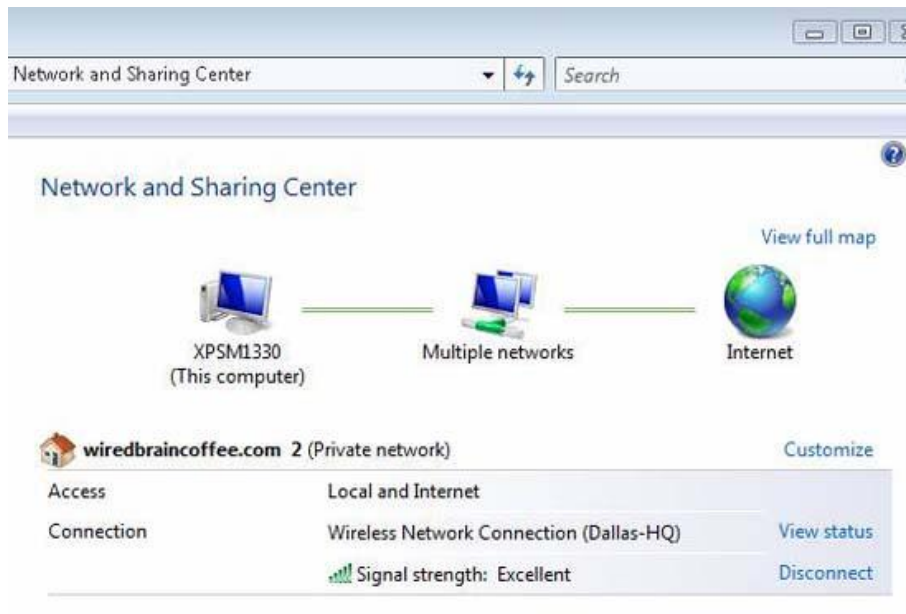 Network and Sharing Center
Search
Network and Sharing Center
View full map
XPSM1330
(This computer)
Multiple networks
Internet
wiredbraincoffee.com 2 (Private network)
Customize
Access
Local and Internet
Connection
Wireless Network Connection (Dallas-HQ)
View status
Signal strength: Excellent
Disconnect